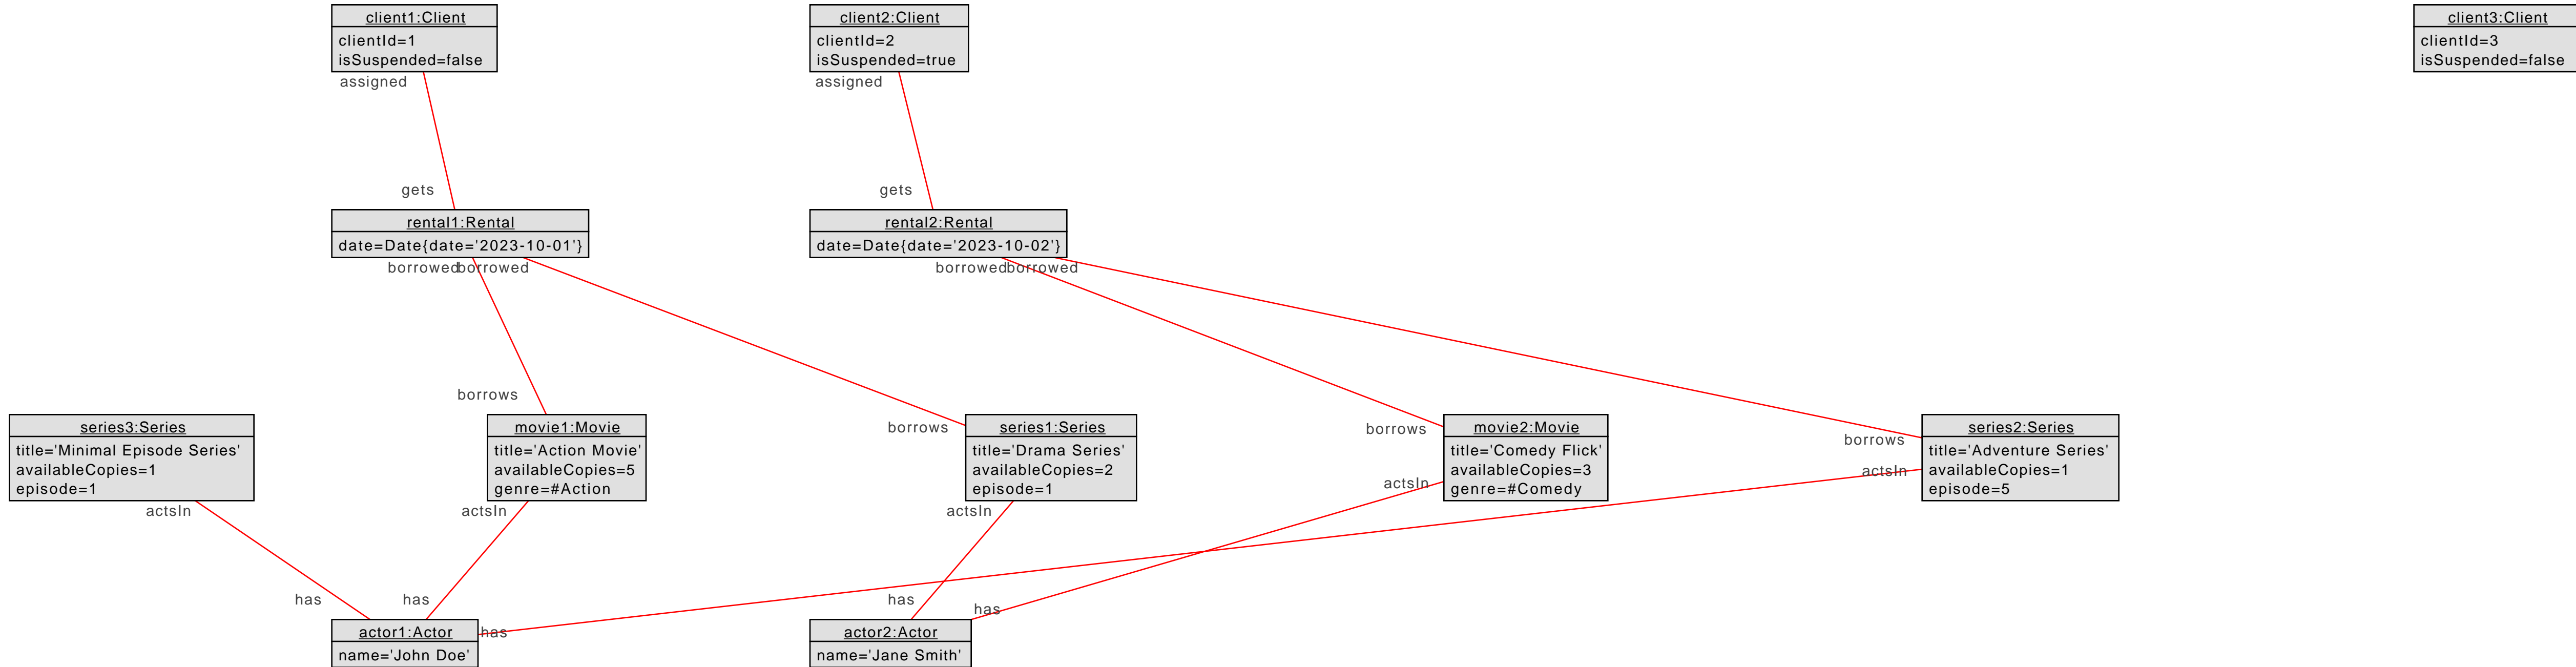 client1:Client
clientId=1
isSuspended=false
client2:Client
clientId=2
isSuspended=true
client3:Client
clientId=3
isSuspended=false
assigned
assigned
gets
gets
rental1:Rental
date=Date{date='2023-10-01'}
rental2:Rental
date=Date{date='2023-10-02'}
borrowed
borrowed
borrowed
borrowed
borrows
borrows
borrows
borrows
series3:Series
title='Minimal Episode Series'
availableCopies=1
episode=1
movie1:Movie
title='Action Movie'
availableCopies=5
genre=#Action
series1:Series
title='Drama Series'
availableCopies=2
episode=1
movie2:Movie
title='Comedy Flick'
availableCopies=3
genre=#Comedy
series2:Series
title='Adventure Series'
availableCopies=1
episode=5
actsIn
actsIn
actsIn
actsIn
actsIn
has
has
has
has
has
actor1:Actor
name='John Doe'
actor2:Actor
name='Jane Smith'